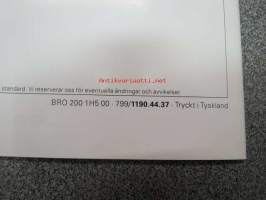 Antikvariaatti.net
standard. Vi reserverar oss för eventuella ändringar och avvikelser.
BRO 200 1H5 00 · 799/1190.44.37 · Tryckt i Tyskland